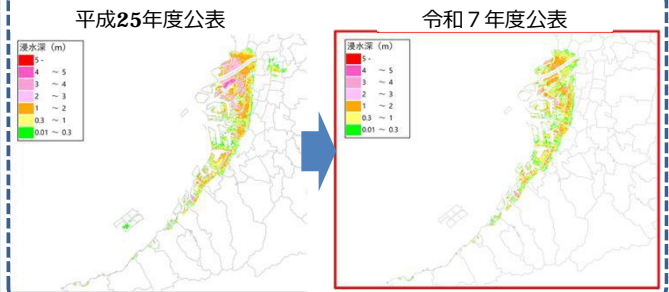 平成25年度公表
浸水深（m）
5 -
4 ～ 5
3 ～ 4
2 ～ 3
1 ～ 2
0.3 ～ 1
0.01 ～ 0.3
令和７年度公表
浸水深（m）
5 -
4 ～ 5
3 ～ 4
2 ～ 3
1 ～ 2
0.3 ～ 1
0.01 ～ 0.3